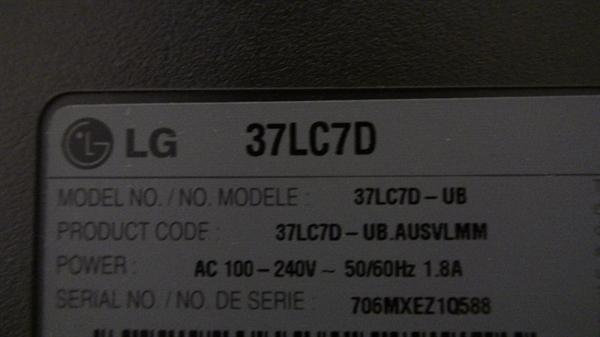 LG 37LC7D
MODEL NO. / NO. MODELE : 37LC7D-UB
PRODUCT CODE : 37LC7D-UB.AUSVLMM
POWER : AC 100-240V ~ 50/60Hz 1.8A
SERIAL NO. / NO. DE SERIE : 706MXEZ1Q588